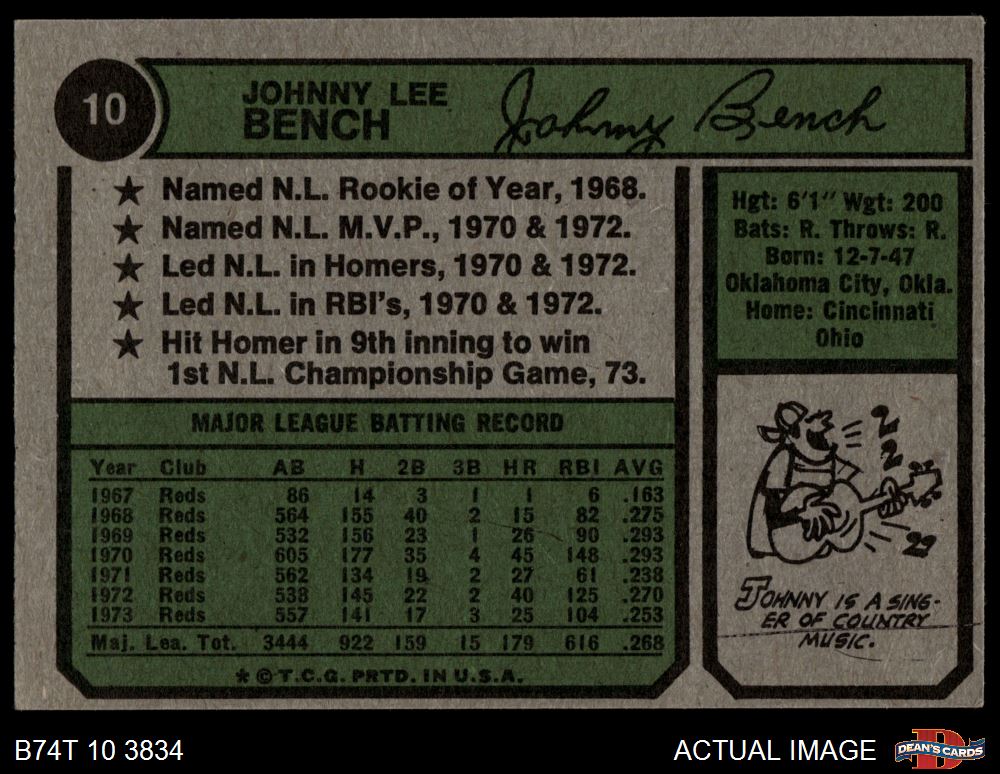 10
JOHNNY LEE
BENCH
Johnny Bench
★ Named N.L. Rookie of Year, 1968.
★ Named N.L. M.V.P., 1970 & 1972.
★ Led N.L. in Homers, 1970 & 1972.
★ Led N.L. in RBI's, 1970 & 1972.
★ Hit Homer in 9th inning to win
1st N.L. Championship Game, 73.
Hgt: 6'1" Wgt: 200
Bats: R. Throws: R.
Born: 12-7-47
Oklahoma City, Okla.
Home: Cincinnati
Ohio
MAJOR LEAGUE BATTING RECORD
Year Club AB H 2B 3B HR RBI AVG
1967 Reds 86 14 3 1 1 6 .163
1968 Reds 564 155 40 2 15 82 .275
1969 Reds 532 156 23 1 26 90 .293
1970 Reds 605 177 35 4 45 148 .293
1971 Reds 562 134 19 2 27 61 .238
1972 Reds 538 145 22 2 40 125 .270
1973 Reds 557 141 17 3 25 104 .253
Maj. Lea. Tot. 3444 922 159 15 179 616 .268
* © T.C.G. PRTD. IN U.S.A.
JOHNNY IS A SING-
ER OF COUNTRY
MUSIC.
B74T 10 3834
ACTUAL IMAGE
D
DEAN'S CARDS